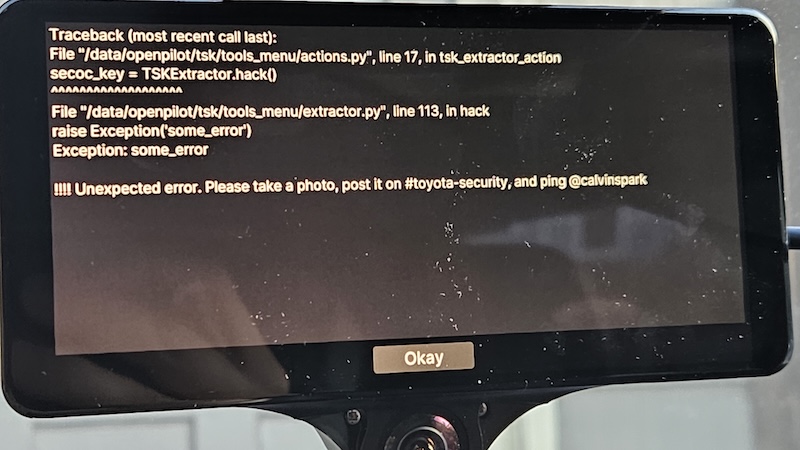 Traceback (most recent call last):
File "/data/openpilot/tsk/tools_menu/actions.py", line 17, in tsk_extractor_action
secoc_key = TSKExtractor.hack()
^^^^^^^^^^^^^^^^^^^
File "/data/openpilot/tsk/tools_menu/extractor.py", line 113, in hack
raise Exception('some_error')
Exception: some_error
!!!! Unexpected error. Please take a photo, post it on #toyota-security, and ping @calvinspark
Okay